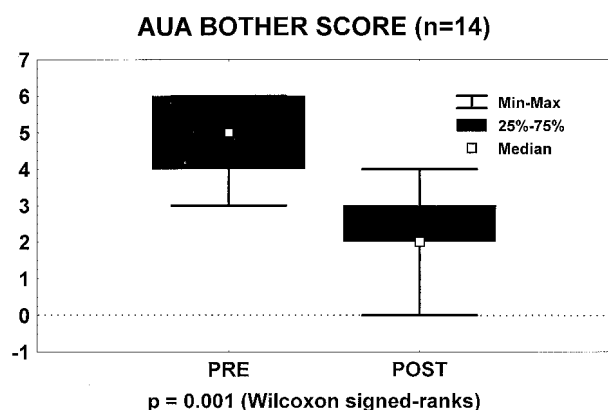 AUA BOTHER SCORE (n=14)
7
6
5
4
3
2
1
0
-1
Min-Max
25%-75%
Median
PRE POST
p = 0.001 (Wilcoxon signed-ranks)